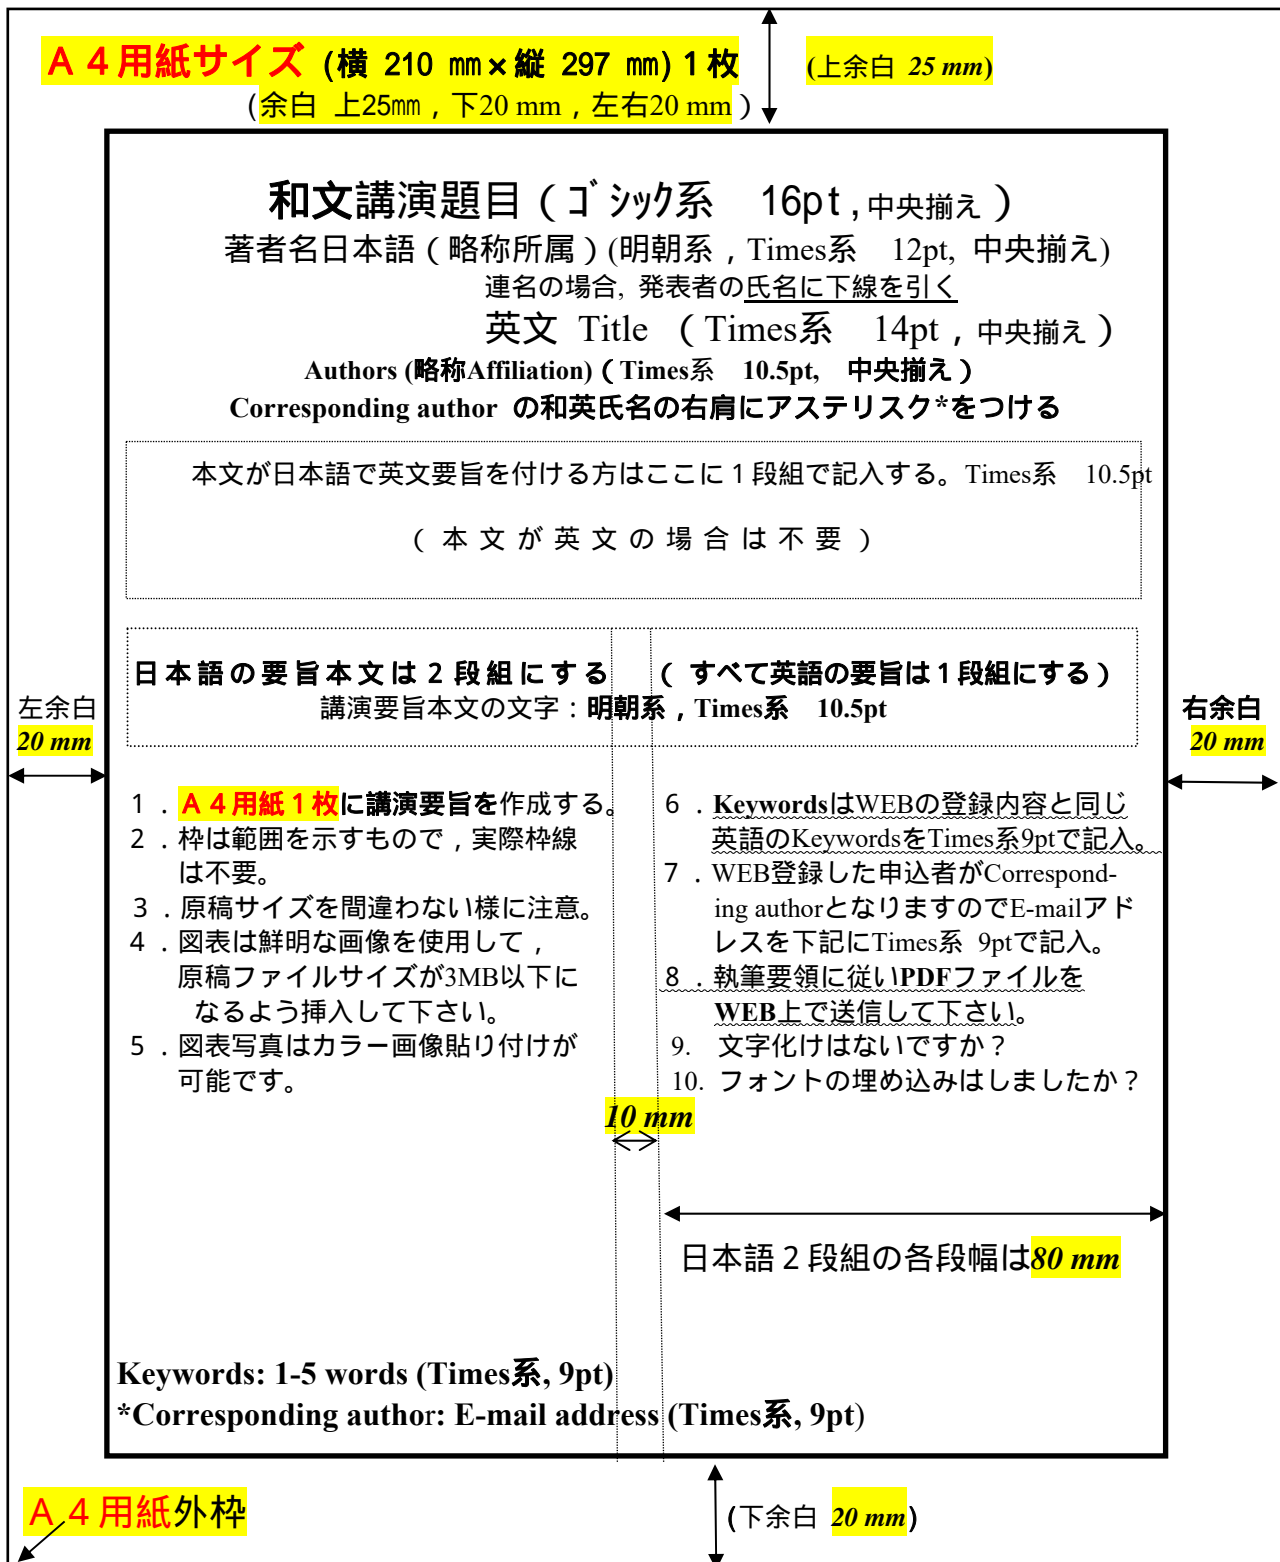 A 4 用紙サイズ (横 210 ㎜×縦 297 ㎜) 1 枚
(上余白 25 mm)
(余白 上25㎜ , 下20 mm , 左右20 mm )
和文講演題目 ( ｺﾞｼｯｸ系 16pt , 中央揃え )
著者名日本語 ( 略称所属 ) (明朝系 , Times系 12pt, 中央揃え)
連名の場合, 発表者の氏名に下線を引く
英文 Title ( Times系 14pt , 中央揃え )
Authors (略称Affiliation) ( Times系 10.5pt, 中央揃え )
Corresponding author の和英氏名の右肩にアステリスク*をつける
本文が日本語で英文要旨を付ける方はここに 1 段組で記入する。Times系 10.5pt
( 本 文 が 英 文 の 場 合 は 不 要 )
日本語の要旨本文は 2 段組にする ( すべて英語の要旨は 1 段組にする )
講演要旨本文の文字 : 明朝系 , Times系 10.5pt
左余白
20 mm
右余白
20 mm
1 . A 4 用紙 1 枚に講演要旨を作成する。
2 . 枠は範囲を示すもので , 実際枠線
は不要。
3 . 原稿サイズを間違わない様に注意。
4 . 図表は鮮明な画像を使用して ,
原稿ファイルサイズが3MB以下に
なるよう挿入して下さい。
5 . 図表写真はカラー画像貼り付けが
可能です。
6 . KeywordsはWEBの登録内容と同じ
英語のKeywordsをTimes系9ptで記入。
7 . WEB登録した申込者がCorrespond-
ing authorとなりますのでE-mailアド
レスを下記にTimes系 9ptで記入。
8 . 執筆要領に従いPDFファイルを
WEB上で送信して下さい。
9. 文字化けはないですか ?
10. フォントの埋め込みはしましたか ?
10 mm
日本語 2 段組の各段幅は80 mm
Keywords: 1-5 words (Times系, 9pt)
*Corresponding author: E-mail address (Times系, 9pt)
A 4 用紙外枠
(下余白 20 mm)